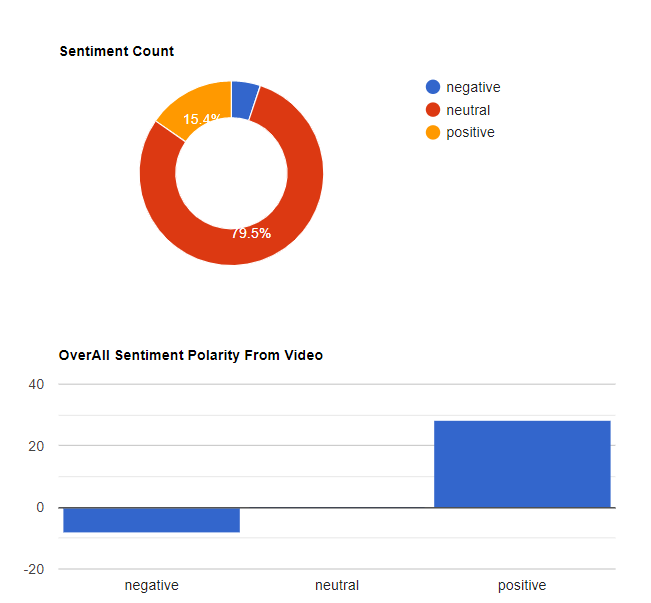 Sentiment Count
negative
neutral
positive
15.4%
79.5%
OverAll Sentiment Polarity From Video
40
20
0
-20
negative neutral positive